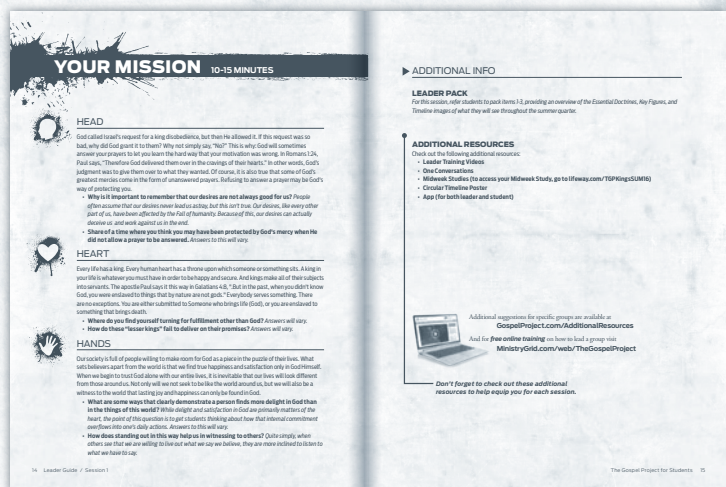 YOUR MISSION 10-15 MINUTES
HEAD
God called Israel's request for a king disobedience, but then He allowed it. If this request was so
bad, why did God grant it to them? Why not simply say, "No?" This is why: God will sometimes
answer your prayers to let you learn the hard way that your motivation was wrong. In Romans 1:24,
Paul says, "Therefore God delivered them over in the cravings of their hearts." In other words, God's
judgment was to give them over to what they wanted. Of course, it is also true that some of God's
greatest mercies come in the form of unanswered prayers. Refusing to answer a prayer may be God's
way of protecting you.
• Why is it important to remember that our desires are not always good for us? People
often assume that our desires never lead us astray, but this isn't true. Our desires, like every other
part of us, have been affected by the Fall of humanity. Because of this, our desires can actually
deceive us and work against us in the end.
• Share of a time where you think you may have been protected by God's mercy when He
did not allow a prayer to be answered. Answers to this will vary.
HEART
Every life has a king. Every human heart has a throne upon which someone or something sits. A king in
your life is whatever you must have in order to be happy and secure. And kings make all of their subjects
into servants. The apostle Paul says it this way in Galatians 4:8, ": But in the past, when you didn't know
God, you were enslaved to things that by nature are not gods." Everybody serves something. There
are no exceptions. You are either submitted to Someone who brings life (God), or you are enslaved to
something that brings death.
• Where do you find yourself turning for fulfillment other than God? Answers will vary.
• How do these "lesser kings" fail to deliver on their promises? Answers will vary.
HANDS
Our society is full of people willing to make room for God as a piece in the puzzle of their lives. What
sets believers apart from the world is that we find true happiness and satisfaction only in God Himself.
When we begin to trust God alone with our entire lives, it is inevitable that our lives will look different
from those around us. Not only will we not seek to be like the world around us, but we will also be a
witness to the world that lasting joy and happiness can only be found in God.
• What are some ways that clearly demonstrate a person finds more delight in God than
in the things of this world? While delight and satisfaction in God are primarily matters of the
heart, the point of this question is to get students thinking about how that internal commitment
overflows into one's daily actions. Answers to this will vary.
• How does standing out in this way help us in witnessing to others? Quite simply, when
others see that we are willing to live out what we say we believe, they are more inclined to listen to
what we have to say.
14 Leader Guide / Session 1
ADDITIONAL INFO
LEADER PACK
For this session, refer students to pack items 1-3, providing an overview of the Essential Doctrines, Key Figures, and
Timeline images of what they will see throughout the summer quarter.
ADDITIONAL RESOURCES
Check out the following additional resources:
• Leader Training Videos
• One Conversations
• Midweek Studies (to access your Midweek Study, go to lifeway.com/TGPKingsSUM16)
• Circular Timeline Poster
• App (for both leader and student)
Additional suggestions for specific groups are available at
GospelProject.com/AdditionalResources
And for free online training on how to lead a group visit
MinistryGrid.com/web/TheGospelProject
Don't forget to check out these additional
resources to help equip you for each session.
The Gospel Project for Students 15